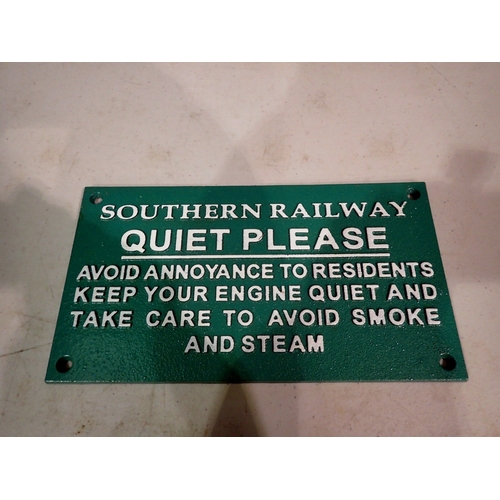 SOUTHERN RAILWAY
QUIET PLEASE
AVOID ANNOYANCE TO RESIDENTS
KEEP YOUR ENGINE QUIET AND
TAKE CARE TO AVOID SMOKE
AND STEAM